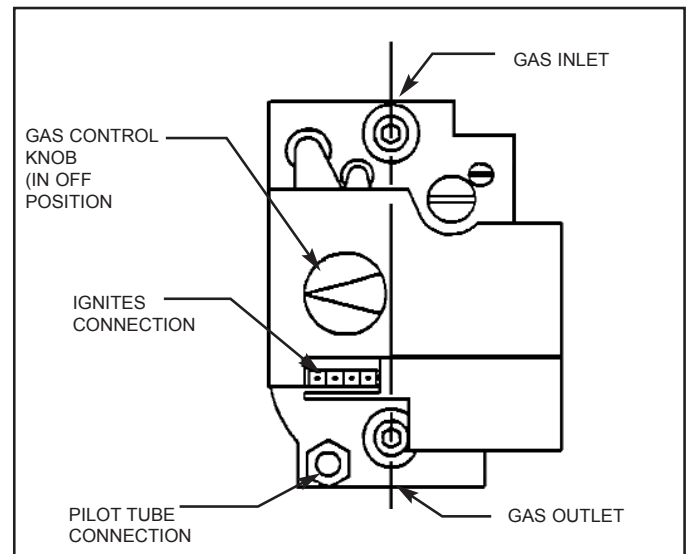 GAS INLET
GAS CONTROL
KNOB
(IN OFF
POSITION
IGNITES
CONNECTION
PILOT TUBE
CONNECTION
GAS OUTLET